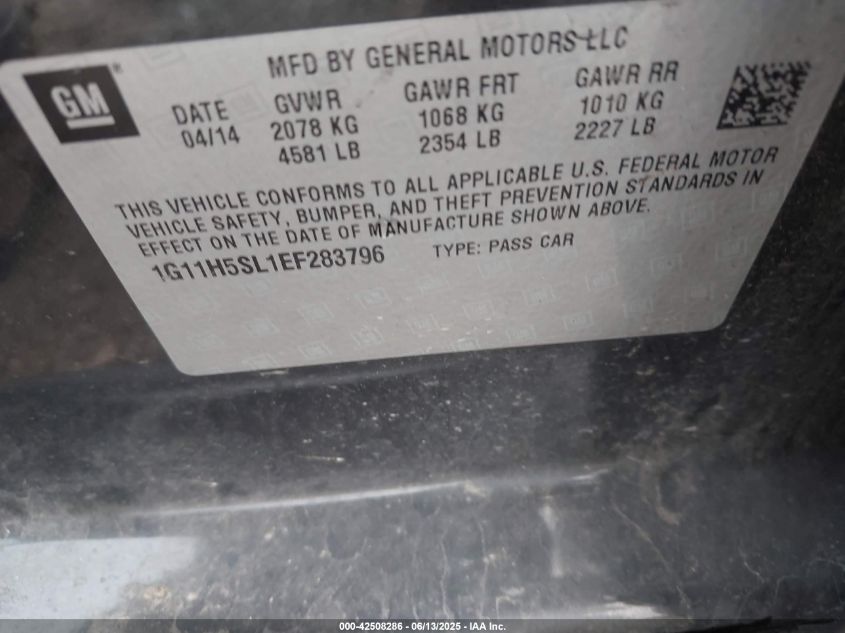 MFD BY GENERAL MOTORS LLC
GM®
DATE GVWR GAWR FRT GAWR RR
04/14 2078 KG 1068 KG 1010 KG
4581 LB 2354 LB 2227 LB
THIS VEHICLE CONFORMS TO ALL APPLICABLE U.S. FEDERAL MOTOR
VEHICLE SAFETY, BUMPER, AND THEFT PREVENTION STANDARDS IN
EFFECT ON THE DATE OF MANUFACTURE SHOWN ABOVE.
1G11H5SL1EF283796 TYPE: PASS CAR
000-42508286 - 06/13/2025 - IAA Inc.